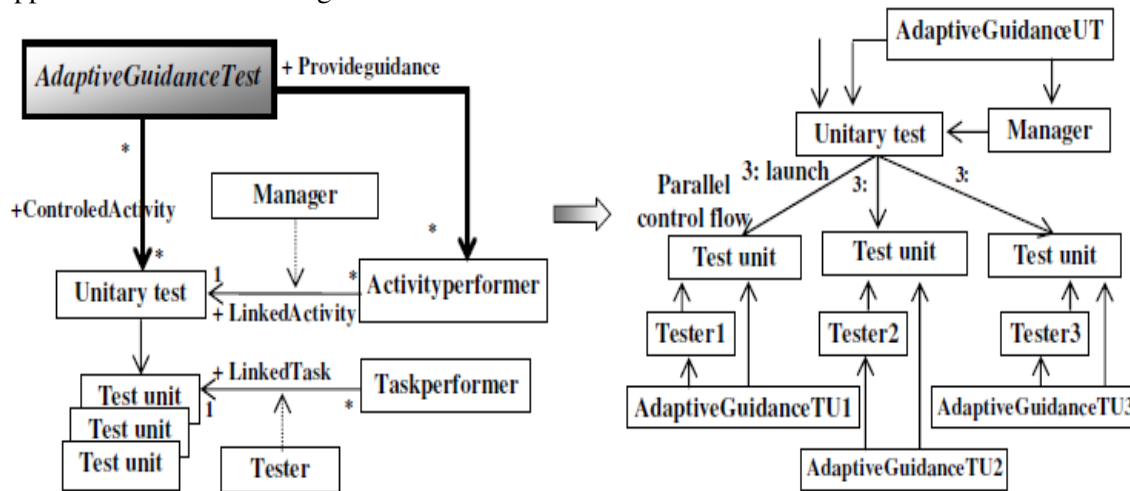 AdaptiveGuidanceTest
+ Provideguidance
*
+ControledActivity
*
Manager
*
Unitary test
1
*
+ LinkedActivity
Activityperformer
Test unit
Test unit
Test unit
1
+ LinkedTask
*
Taskperformer
Tester
AdaptiveGuidanceUT
Unitary test
Manager
3: launch
3:
3:
Parallel
control flow
Test unit
Test unit
Test unit
Tester1
Tester2
Tester3
AdaptiveGuidanceTU1
AdaptiveGuidanceTU3
AdaptiveGuidanceTU2